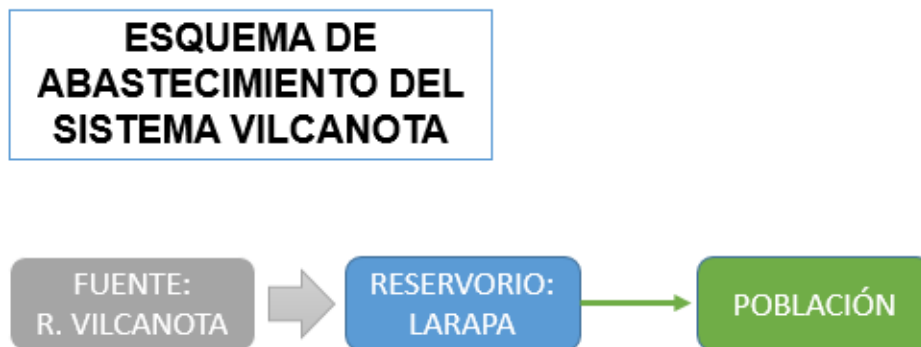 ESQUEMA DE
ABASTECIMIENTO DEL
SISTEMA VILCANOTA
FUENTE:
R. VILCANOTA
RESERVORIO:
LARAPA
POBLACIÓN